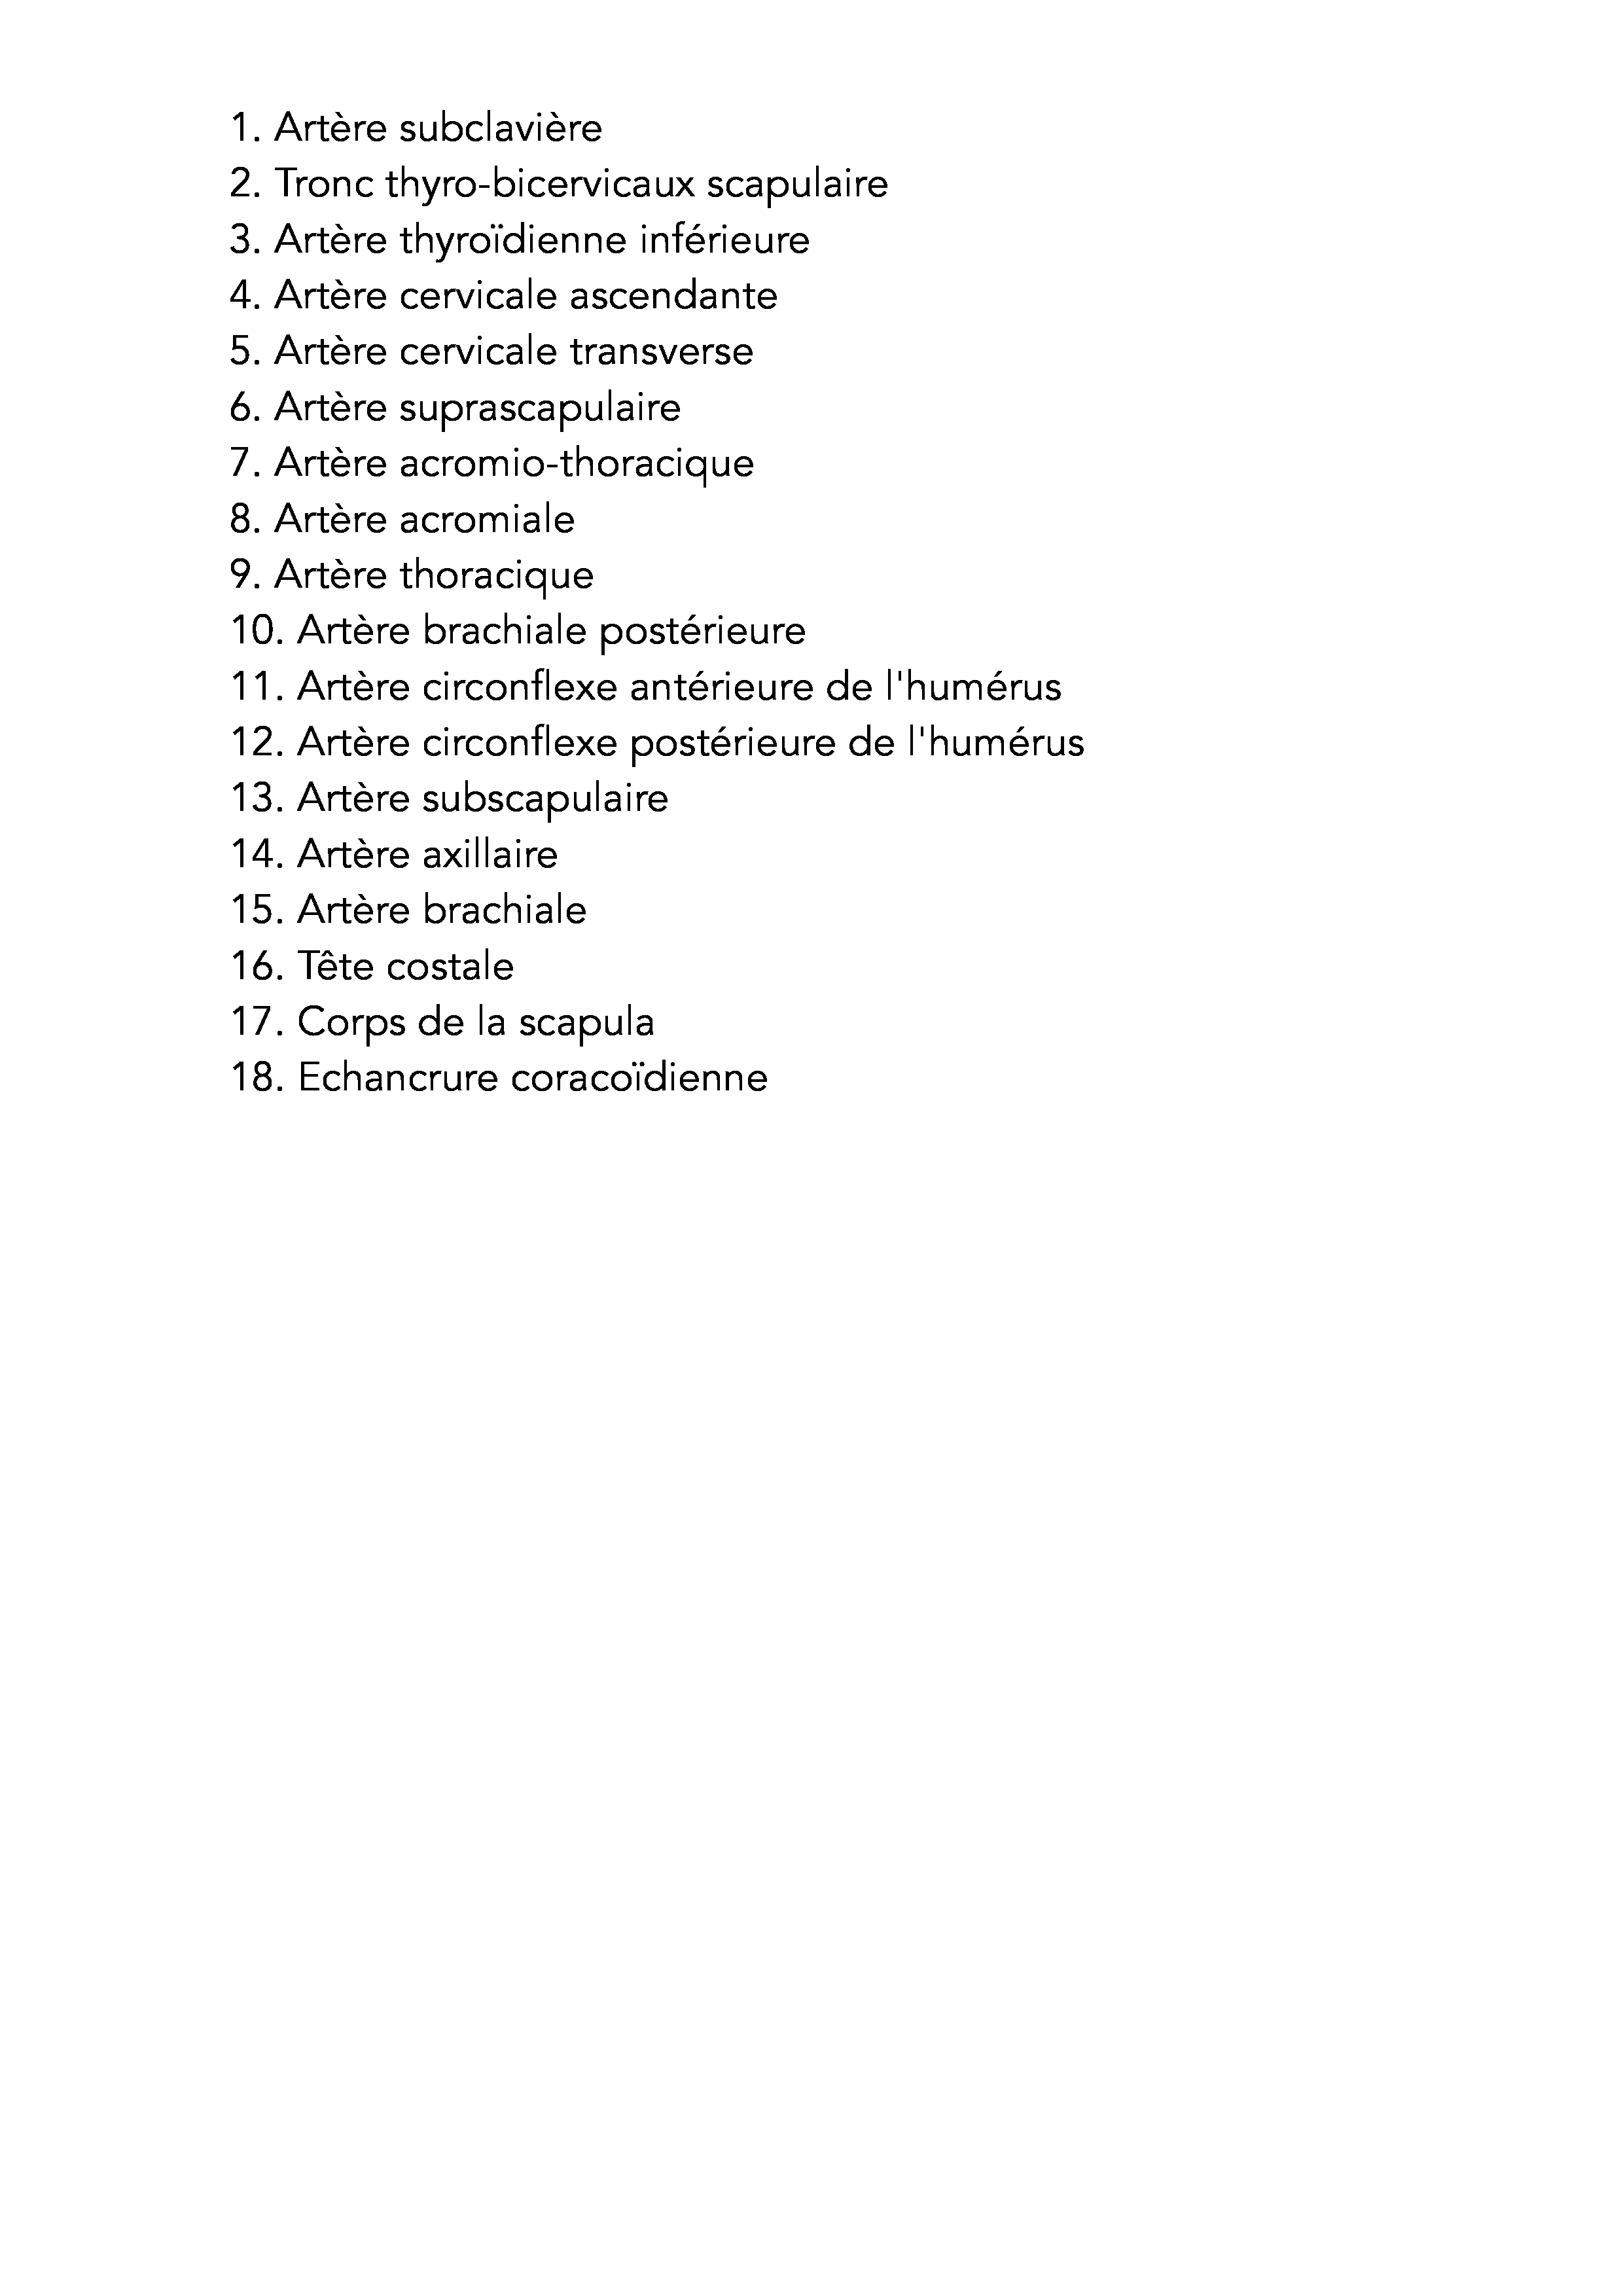 1. Artère subclavière
2. Tronc thyro-bicervicaux scapulaire
3. Artère thyroïdienne inférieure
4. Artère cervicale ascendante
5. Artère cervicale transverse
6. Artère suprascapulaire
7. Artère acromio-thoracique
8. Artère acromiale
9. Artère thoracique
10. Artère brachiale postérieure
11. Artère circonflexe antérieure de l'humérus
12. Artère circonflexe postérieure de l'humérus
13. Artère subscapulaire
14. Artère axillaire
15. Artère brachiale
16. Tête costale
17. Corps de la scapula
18. Echancrure coracoïdienne